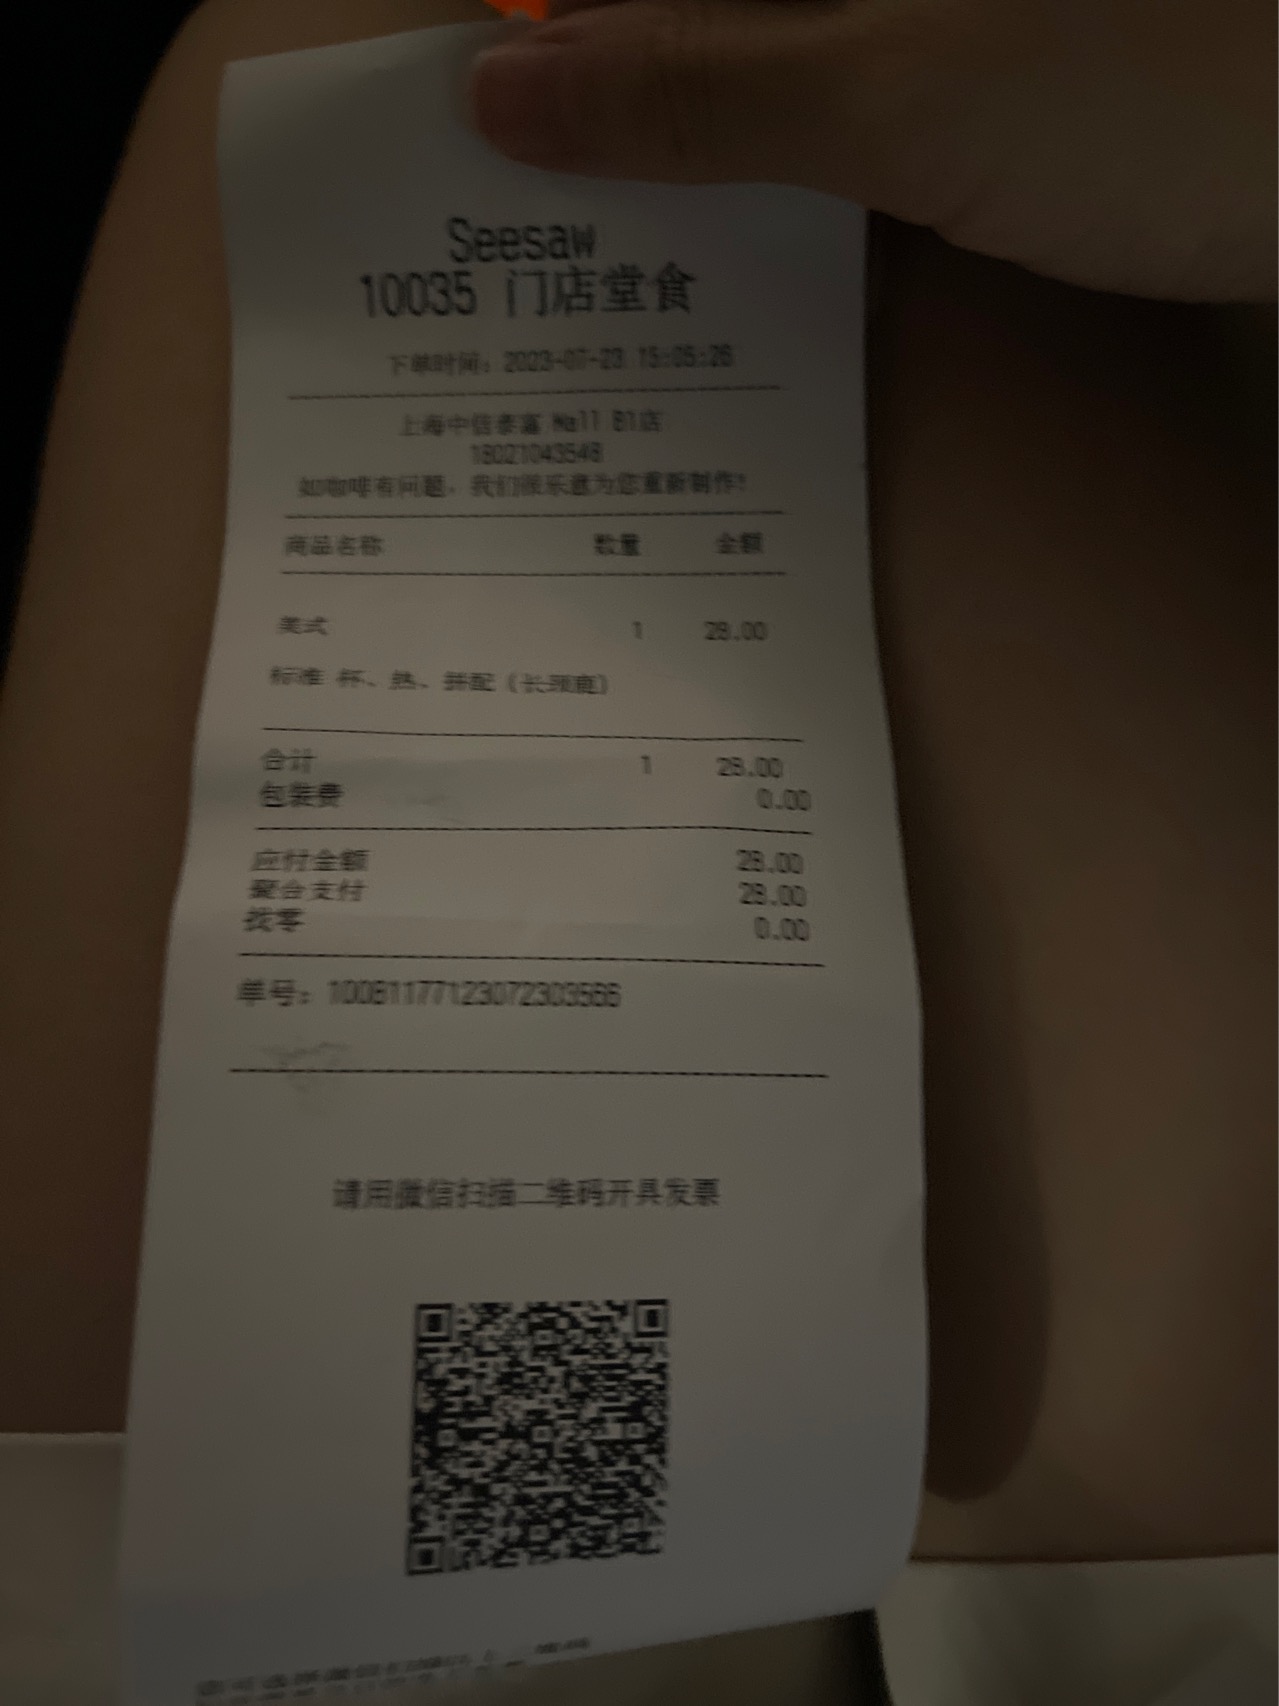 Seesaw
10035 门店堂食
下单时间：2023-07-23 15:05:26
上海中信泰富 Mall B1店
18021043548
如咖啡有问题，我们很乐意为您重新制作！
商品名称 数量 金额
美式 1 28.00
标准 杯、热、拼配（长颈鹿）
合计 1 28.00
包装费 0.00
应付金额 28.00
聚合支付 28.00
找零 0.00
单号：10081177123072303566
请用微信扫描二维码开具发票